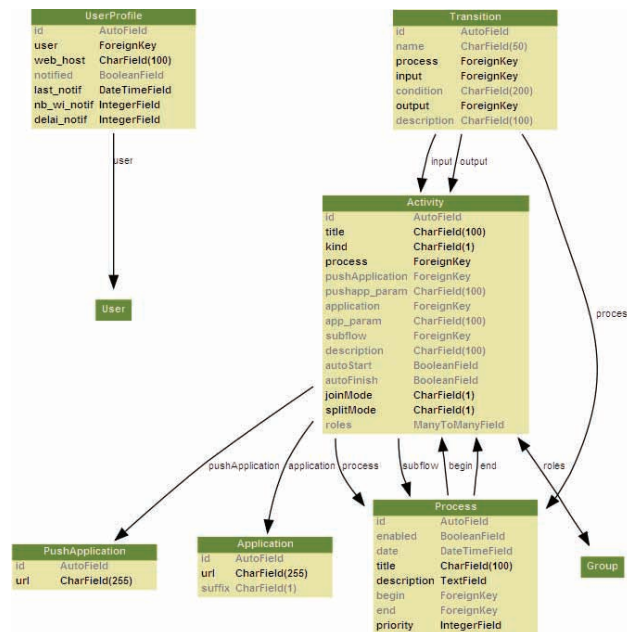 UserProfile
id AutoField
user ForeignKey
web_host CharField(100)
notified BooleanField
last_notif DateTimeField
nb_wi_notif IntegerField
delai_notif IntegerField
user
User
Transition
id AutoField
name CharField(50)
process ForeignKey
input ForeignKey
condition CharField(200)
output ForeignKey
description CharField(100)
input output
proces
Activity
id AutoField
title CharField(100)
kind CharField(1)
process ForeignKey
pushApplication ForeignKey
pushapp_param CharField(100)
application ForeignKey
app_param CharField(100)
subflow ForeignKey
description CharField(100)
autoStart BooleanField
autoFinish BooleanField
joinMode CharField(1)
splitMode CharField(1)
roles ManyToManyField
pushApplication application process subflow begin end roles
PushApplication
id AutoField
url CharField(255)
Application
id AutoField
url CharField(255)
suffix CharField(1)
Process
id AutoField
enabled BooleanField
date DateTimeField
title CharField(100)
description TextField
begin ForeignKey
end ForeignKey
priority IntegerField
Group